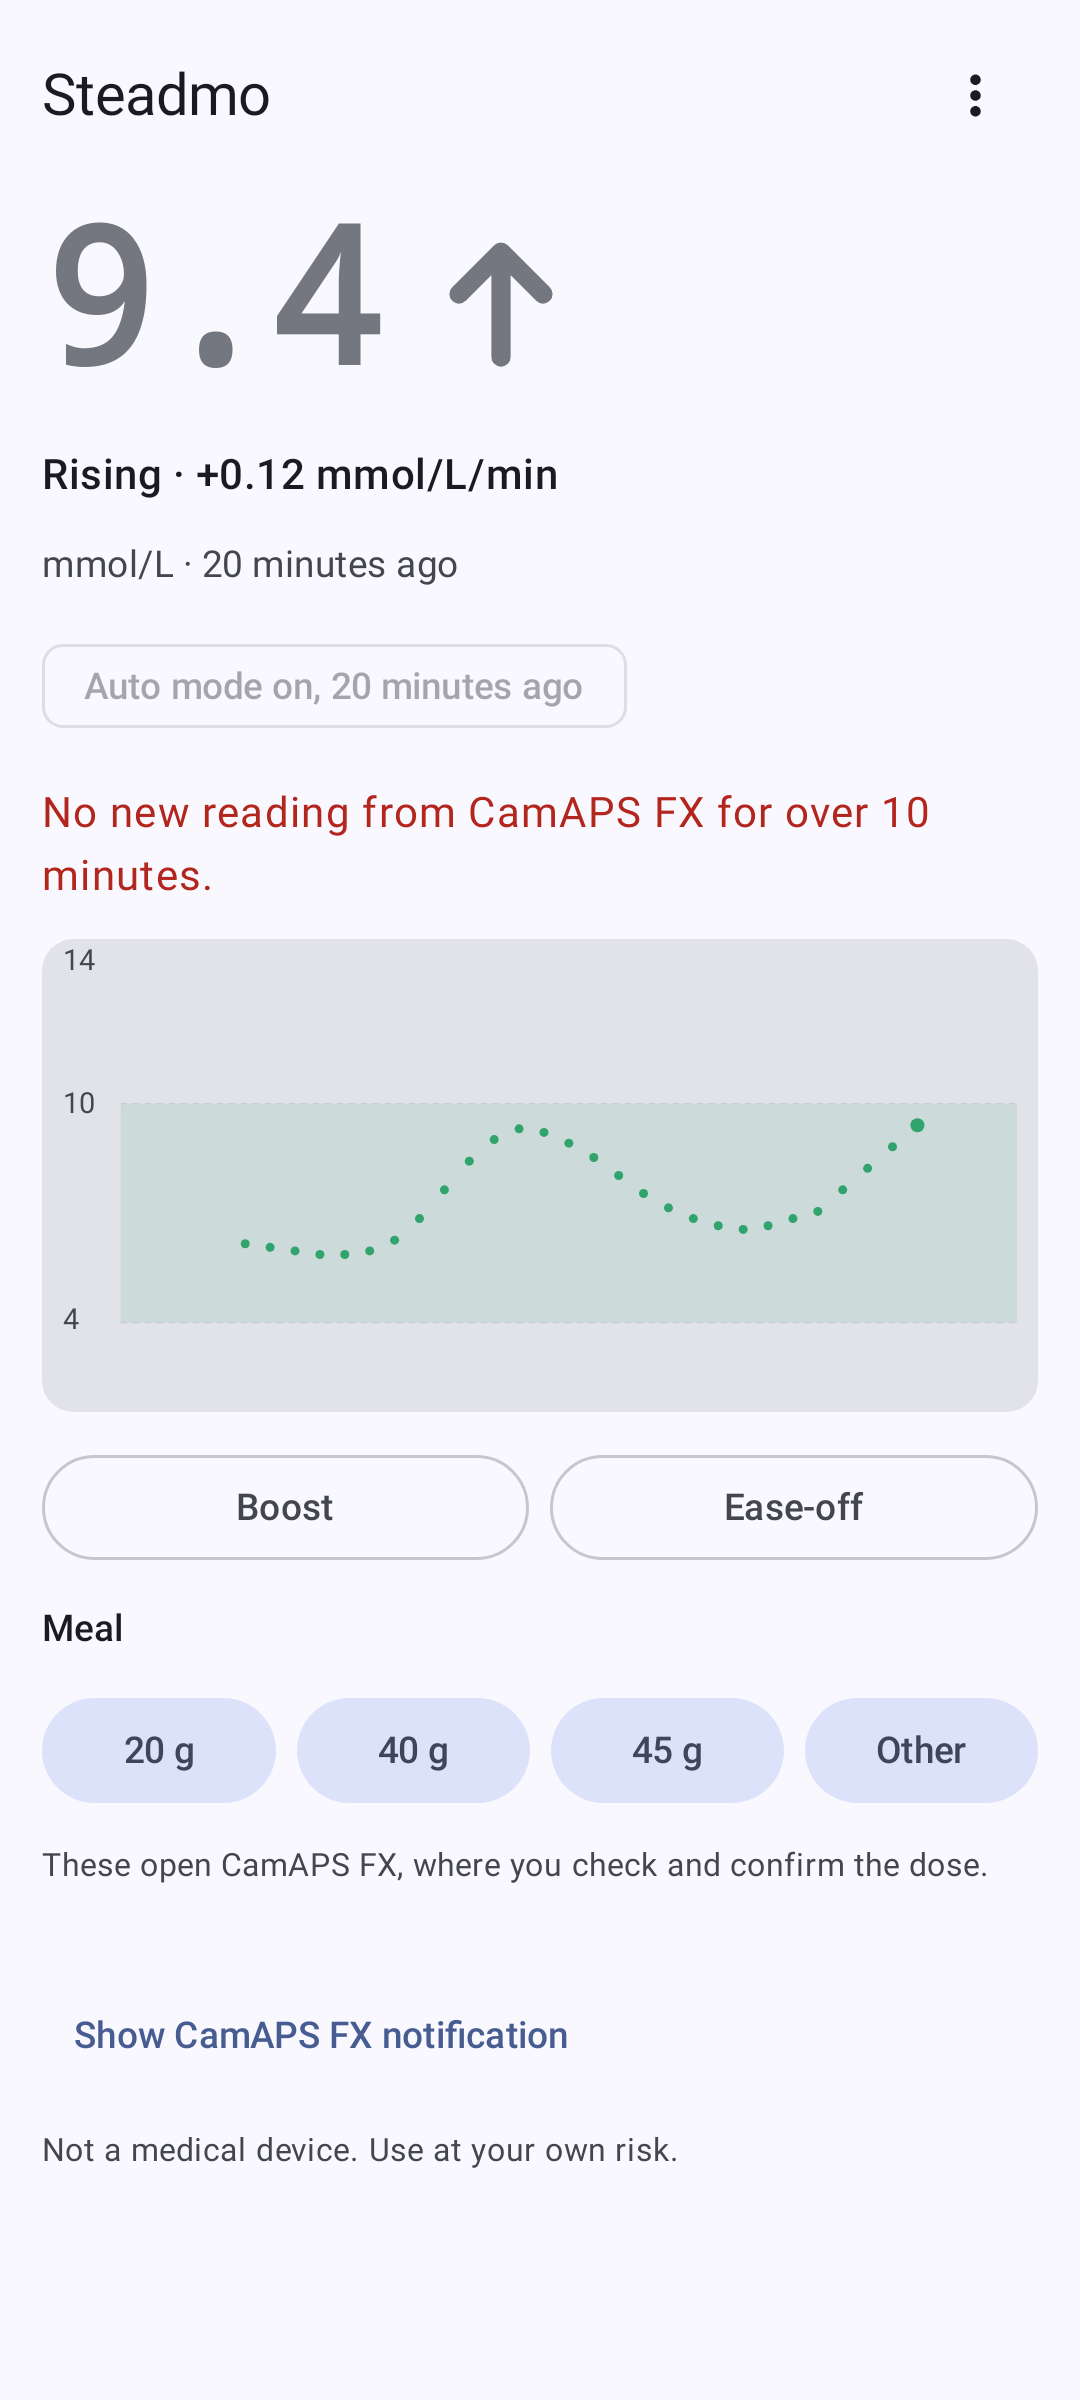 Steadmo
9.4
Rising · +0.12 mmol/L/min
mmol/L · 20 minutes ago
Auto mode on, 20 minutes ago
No new reading from CamAPS FX for over 10
minutes.
14
10
4
Boost
Ease-off
Meal
20 g
40 g
45 g
Other
These open CamAPS FX, where you check and confirm the dose.
Show CamAPS FX notification
Not a medical device. Use at your own risk.